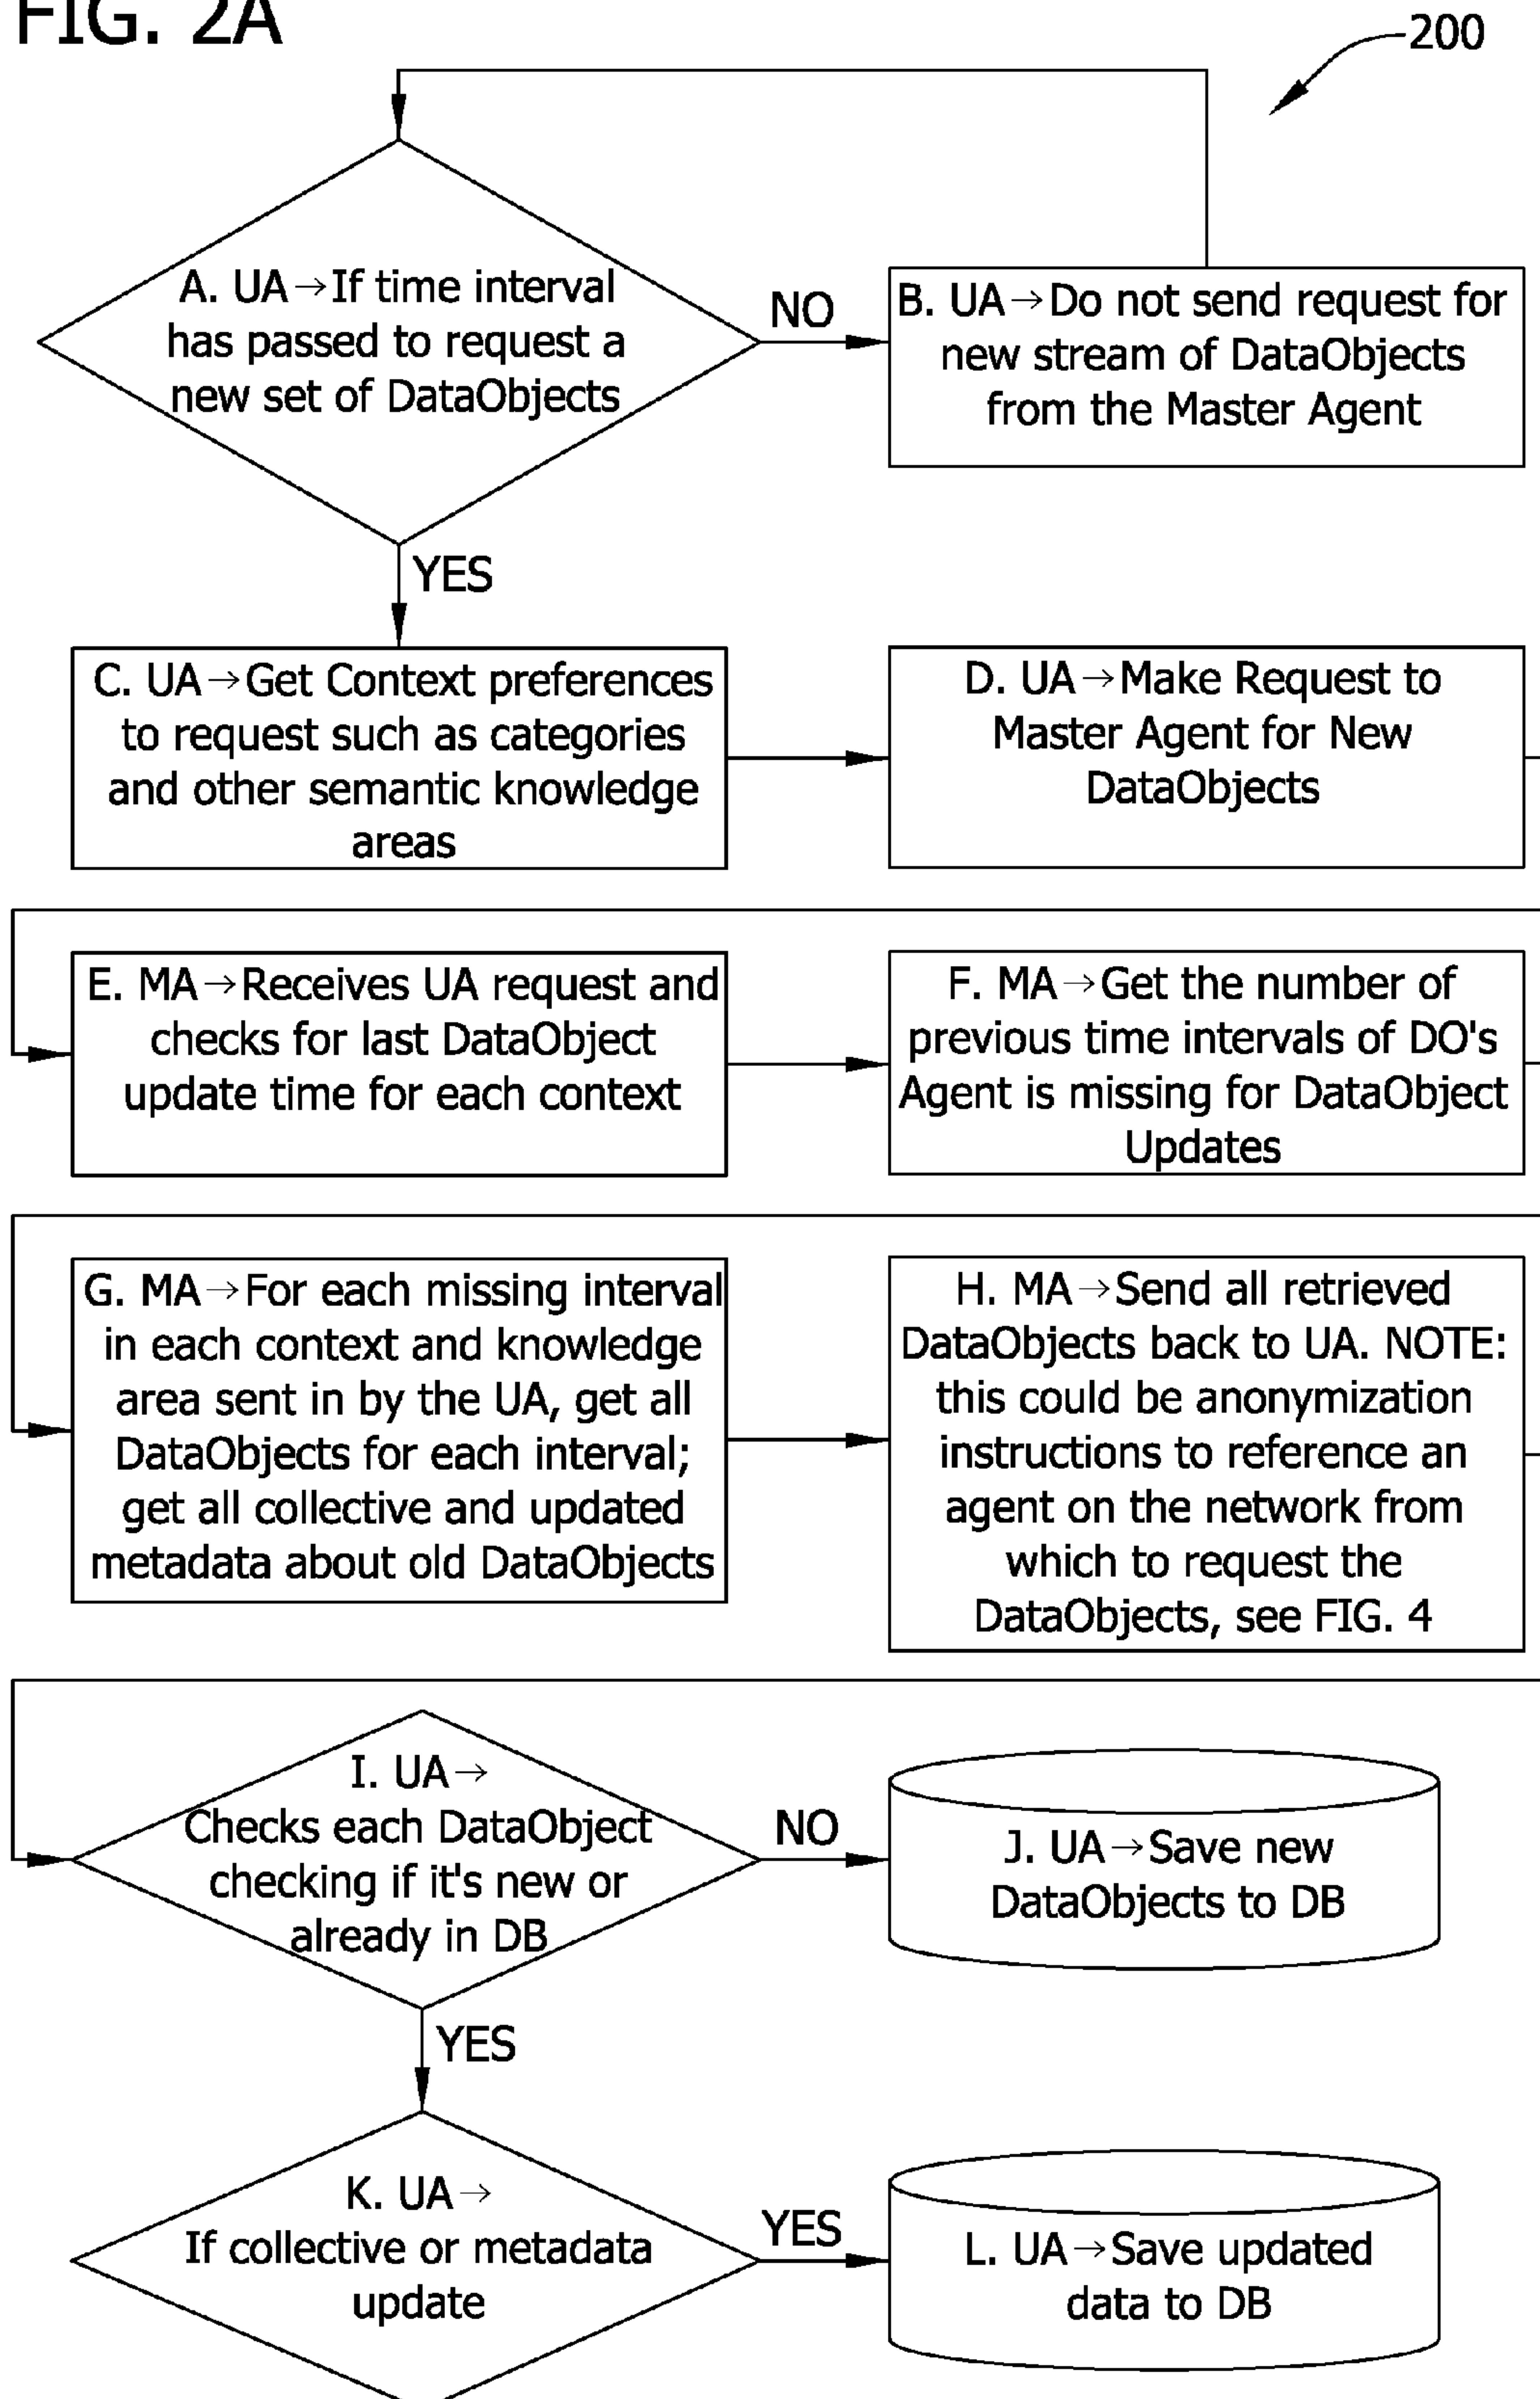 FIG. 2A
200
A. UA→If time interval
has passed to request a
new set of DataObjects
NO
B. UA→Do not send request for
new stream of DataObjects
from the Master Agent
YES
C. UA→Get Context preferences
to request such as categories
and other semantic knowledge
areas
D. UA→Make Request to
Master Agent for New
DataObjects
E. MA→Receives UA request and
checks for last DataObject
update time for each context
F. MA→Get the number of
previous time intervals of DO's
Agent is missing for DataObject
Updates
G. MA→For each missing interval
in each context and knowledge
area sent in by the UA, get all
DataObjects for each interval;
get all collective and updated
metadata about old DataObjects
H. MA→Send all retrieved
DataObjects back to UA. NOTE:
this could be anonymization
instructions to reference an
agent on the network from
which to request the
DataObjects, see FIG. 4
I. UA→
Checks each DataObject
checking if it's new or
already in DB
NO
J. UA→Save new
DataObjects to DB
YES
K. UA→
If collective or metadata
update
YES
L. UA→Save updated
data to DB